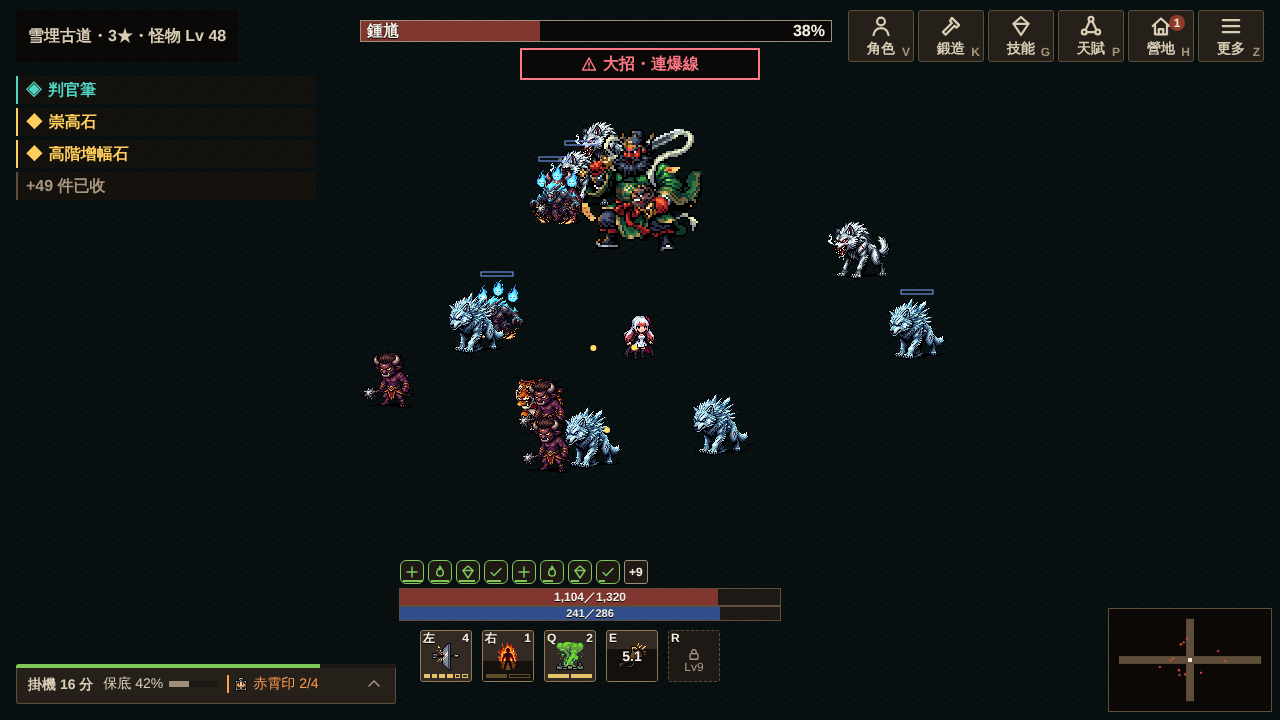 雪埋古道・3★・怪物 Lv 48
鍾馗
38%
⚠ 大招・連爆線
角色 V
鍛造 K
技能 G
天賦 P
1
營地 H
更多 Z
◈ 判官筆
◆ 崇高石
◆ 高階增幅石
+49 件已收
+9
1,104／1,320
241／286
左 4
右 1
Q 2
E
5.1
R
Lv9
掛機 16 分 保底 42% 赤霄印 2/4